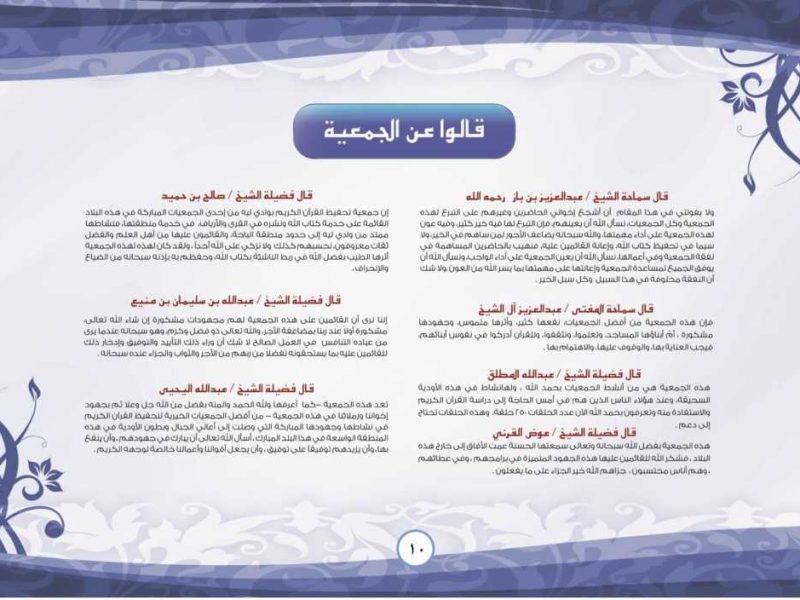 قالوا عن الجمعية
قال سماحة الشيخ / عبدالعزيز بن باز رحمه الله
ولا يفوتني في هذا المقام أن أشجع إخواني الحاضرين وغيرهم على التبرع لهذه
الجمعية وكل الجمعيات، نسأل الله أن يعينهم، فإن التبرع لها فيه خير كثير، وفيه عون
لهذه الجمعية على أداء مهمتها، والله سبحانه يضاعف الأجور لمن ساهم في الخير، ولا
سيما في تحفيظ كتاب الله، وإعانة القائمين عليه، فنهيب بالحاضرين المساهمة في
نفقة الجمعية وفي أعمالها، نسأل الله أن يعين الجمعية على أداء الواجب، ونسأل الله أن
يوفق الجميع لمساعدة الجمعية وإعانتها على مهمتها بما يسر الله من العون، ولا شك
أن النفقة مخلوفة في هذا السبيل وكل سبل الخير.
قال سماحة المفتي / عبدالعزيز آل الشيخ
فإن هذه الجمعية من أفضل الجمعيات، نفعها كثير، وأثرها ملموس، وجهودها
مشكورة ، أمّ أبناؤها المساجد، وتعلموا، وتثقفوا، وللقرآن أدركوا في نفوس أبنائهم،
فيجب العناية بها، والوقوف عليها، والاهتمام بها .
قال فضيلة الشيخ / عبدالله المطلق
هذه الجمعية هي من أنشط الجمعيات بحمد الله ، ولهانشاط في هذه الأودية
السحيقة، وعند هؤلاء الناس الذين هم في أمس الحاجة إلى دراسة القرآن الكريم
والاستفادة منه وتعرفون بحمد الله الآن عدد الحلقات ٢٥٠ حلقة، وهذه الحلقات تحتاج
إلى دعم .
قال فضيلة الشيخ / عوض القرني
هذه الجمعية بفضل الله سبحانه وتعالى سمعتها الحسنة عمت الآفاق إلى خارج هذه
البلاد ، فشكر الله للقائمين عليها هذه الجهود المتميزة في برامجهم ، وفي عطائهم
، وهم أناس محتسبون ، جزاهم الله خير الجزاء على ما يفعلون .
قال فضيلة الشيخ / صالح بن حميد
إن جمعية تحفيظ القرآن الكريم بوادي ليه من إحدى الجمعيات المباركة في هذه البلاد
القائمة على خدمة كتاب الله ونشره في القرى والأرياف، في خدمة منطقتها، فنشاطها
ممتد من وادي ليه إلى حدود منطقة الباحة، والقائمون عليها من أهل العلم والفضل
ثقات معروفون، نحسبهم كذلك ولا نزكي على الله أحداً ، ولقد كان لهذه لهذه الجمعية
أثرها الطيب بفضل الله في ربط الناشئة بكتاب الله، وحفظهم به بإذنه سبحانه من الضياع
والإنحراف.
قال فضيلة الشيخ / عبدالله بن سليمان بن منيع
إننا نرى أن القائمين على هذه الجمعية لهم مجهودات مشكورة إن شاء الله تعالى،
مشكورة أولاً عند ربنا بمضاعفة الأجر، والله تعالى ذو فضل وكرم، وهو سبحانه عندما يرى
من عباده التنافس في العمل الصالح لا شك أن وراء ذلك التأييد والتوفيق وإدخار ذلك
للقائمين عليه بما يستحقونه تفضلا من ربهم من الأجر والثواب والجزاء عنده سبحانه .
قال فضيلة الشيخ / عبدالله اليحيى
تعد هذه الجمعية –كما أعرفها ولله الحمد والمنه بفضل من الله جل وعلا ثم بجهود
إخواننا وزملائنا في هذه الجمعية – من أفضل الجمعيات الخيرية لتحفيظ القرآن الكريم
في نشاطها وجهودها المباركة التي وصلت إلى أعالي الجبال وبطون الأودية في هذه
المنطقة الواسعة في هذا البلد المبارك ، أسأل الله تعالى أن يبارك في جهودهم ، وأن ينفع
بها، وأن يزيدهم توفيقاً على توفيق ، وأن يجعل أقوالنا وأعمالنا خالصة لوجهه الكريم .
١٠